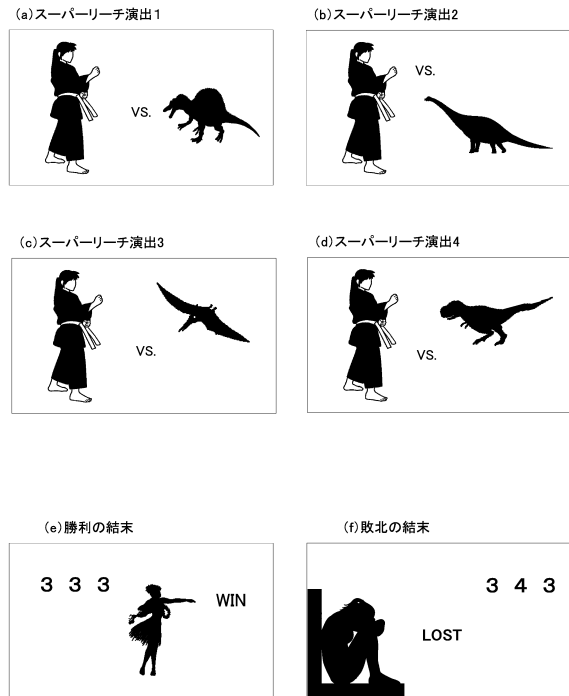 (a)スーパーリーチ演出1
(b)スーパーリーチ演出2
VS.
VS.
(c)スーパーリーチ演出3
(d)スーパーリーチ演出4
VS.
VS.
(e)勝利の結末
(f)敗北の結末
3 3 3
WIN
3 4 3
LOST